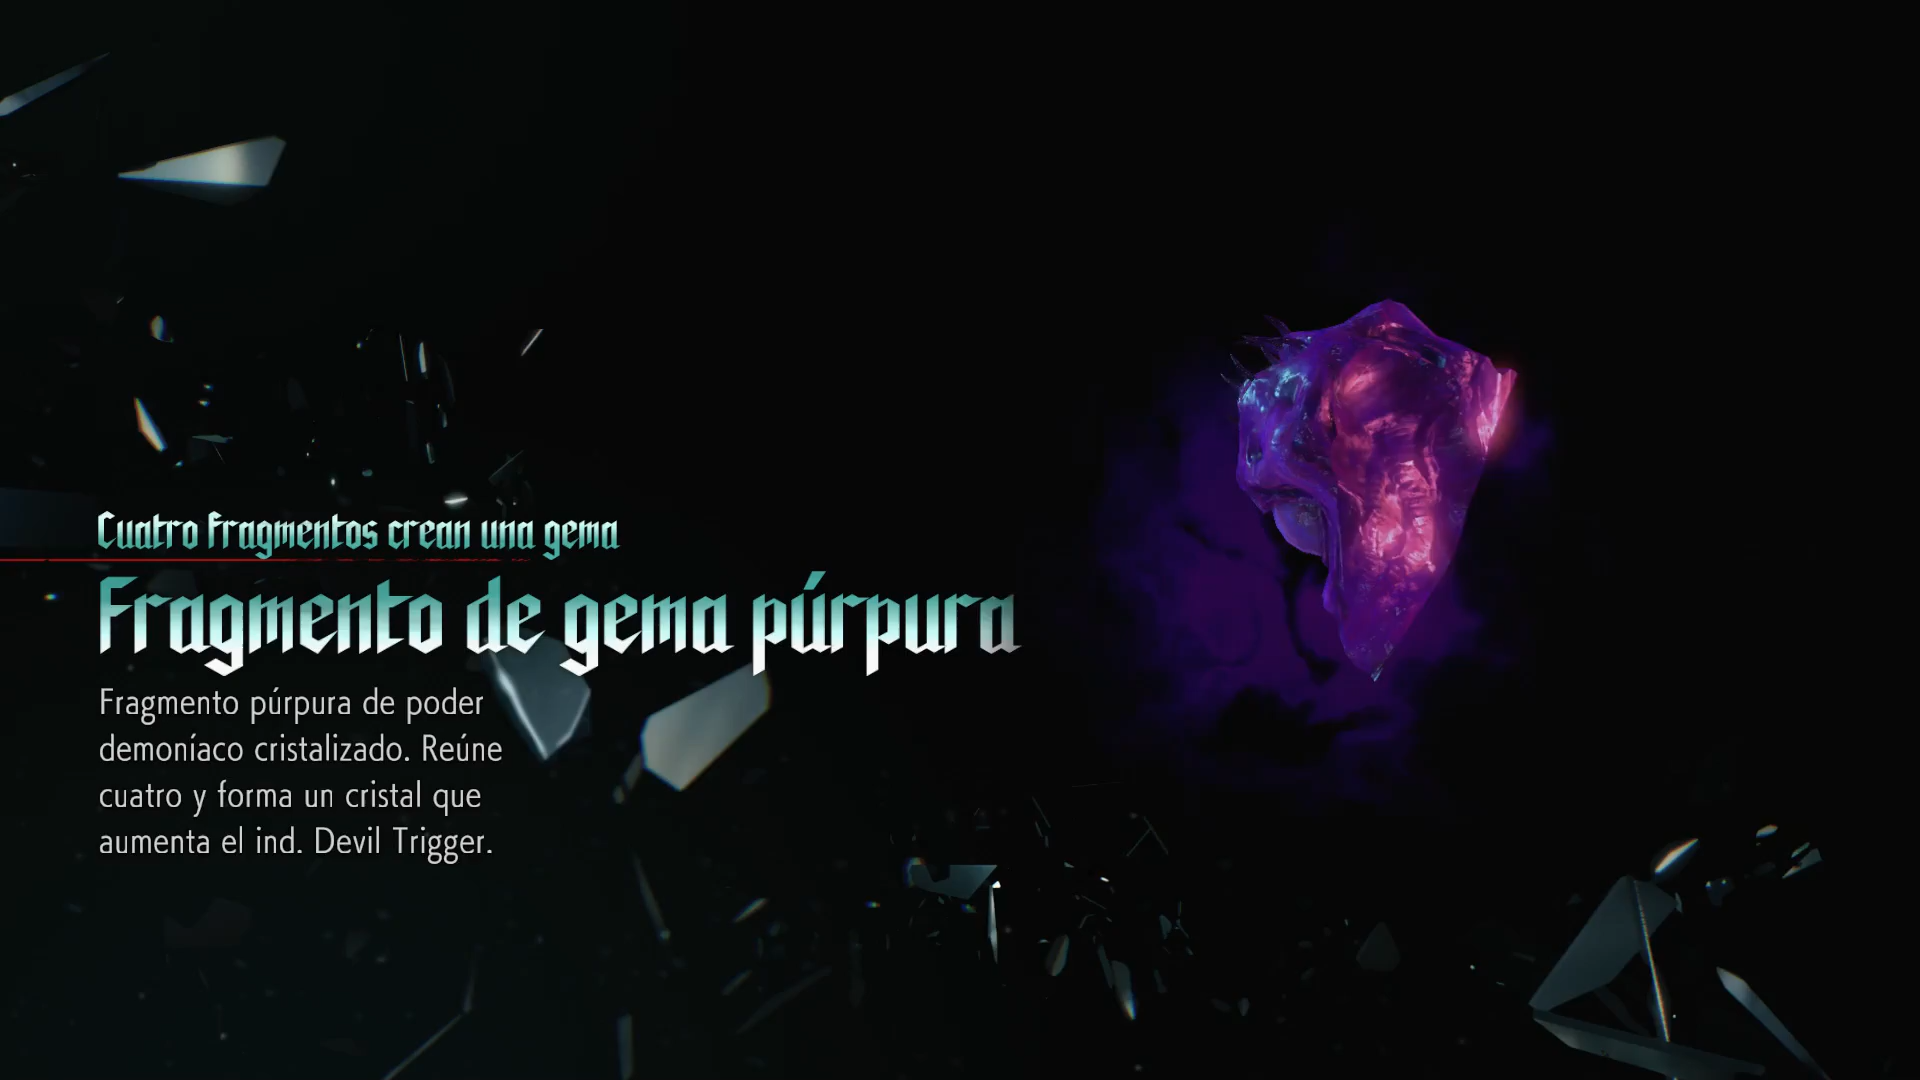 Cuatro fragmentos crean una gema
Fragmento de gema púrpura
Fragmento púrpura de poder
demoníaco cristalizado. Reúne
cuatro y forma un cristal que
aumenta el ind. Devil Trigger.